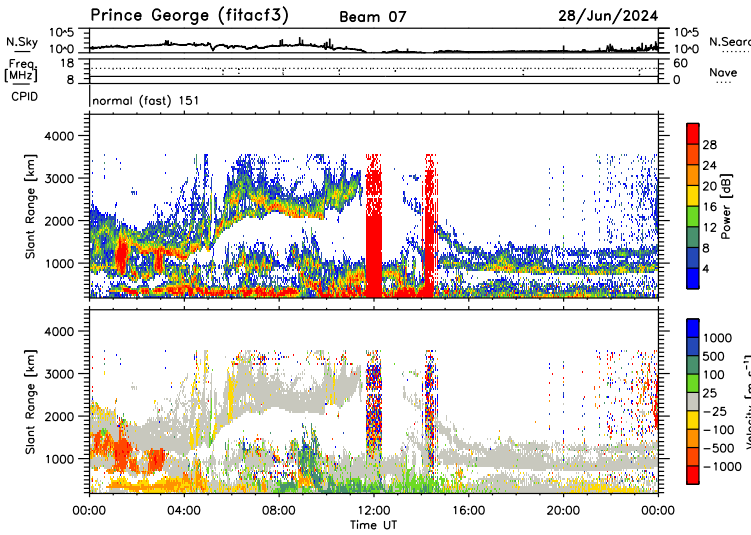 Prince George (fitacf3) Beam 07 28/Jun/2024
N.Sky 10^5 10^0 10^5 10^0 N.Sear
Freq. [MHz] 18 8 60 0 Nave
CPID normal (fast) 151
Slant Range [km] 4000 3000 2000 1000
Power [dB] 28 24 20 16 12 8 4
Slant Range [km] 4000 3000 2000 1000
Velocity [m s⁻¹] 1000 500 100 25 -25 -100 -500 -1000
00:00 04:00 08:00 12:00 16:00 20:00 00:00
Time UT